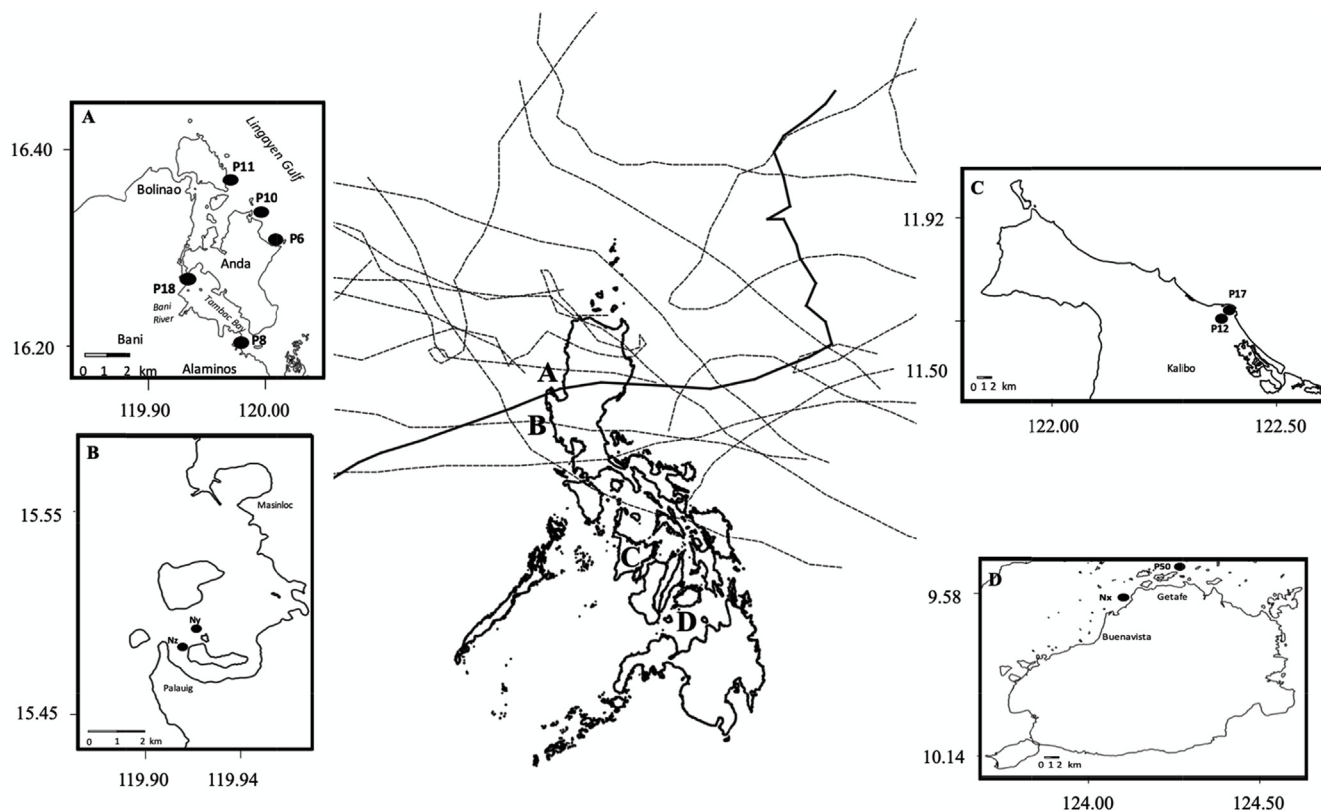 A
16.40
Lingayen Gulf
P11
Bolinao
P10
P6
Anda
P18
Tambac Bay
Bani
River
Bani
P8
16.20
0 1 2 km
Alaminos
119.90 120.00
B
Masinloc
15.55
Ny
Nz
Palauig
15.45
0 1 2 km
119.90 119.94
A
B
C
D
C
11.92
P17
P12
11.50
0 1 2 km
Kalibo
122.00 122.50
D
P50
9.58
Nx
Getafe
Buenavista
10.14
0 1 2 km
124.00 124.50